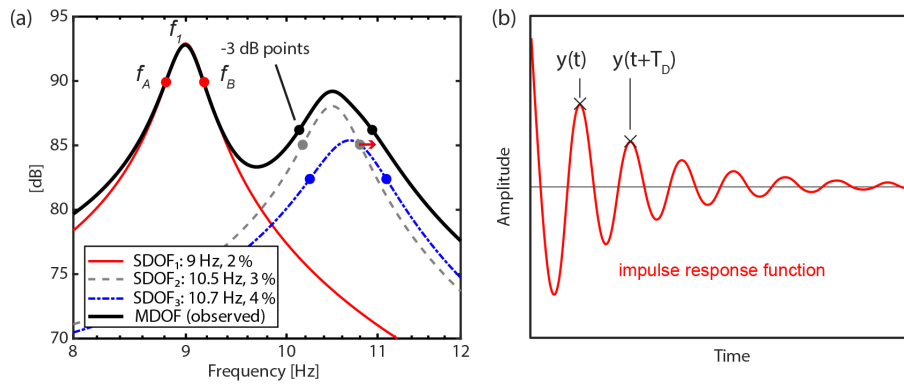 (a)
95
90
85
80
75
70
[dB]
f1
fA
fB
-3 dB points
SDOF1: 9 Hz, 2%
SDOF2: 10.5 Hz, 3%
SDOF3: 10.7 Hz, 4%
MDOF (observed)
8
9
10
11
12
Frequency [Hz]
(b)
y(t)
y(t+TD)
Amplitude
impulse response function
Time